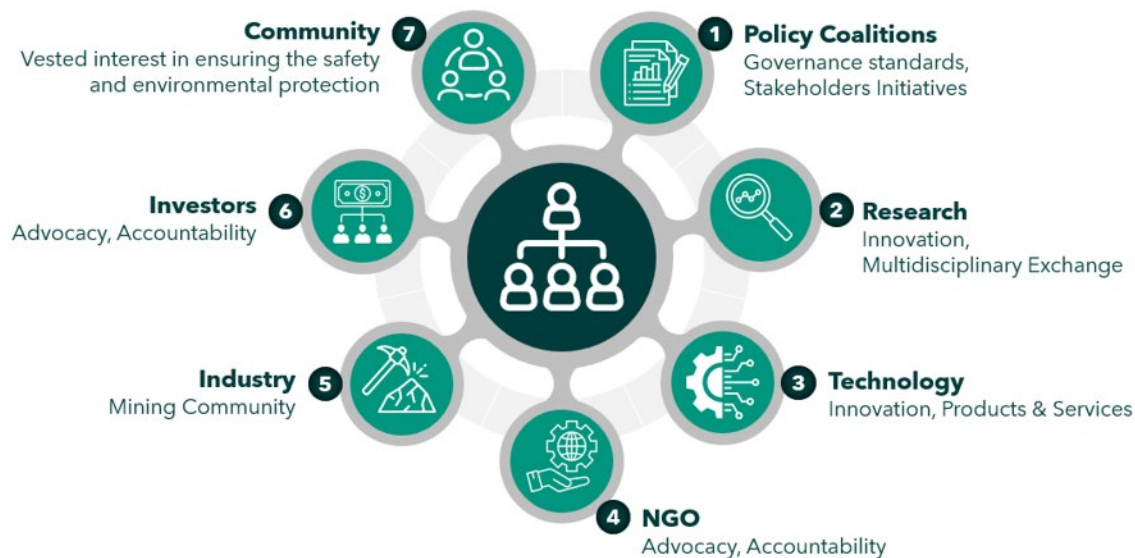 1 Policy Coalitions
Governance standards,
Stakeholders Initiatives
2 Research
Innovation,
Multidisciplinary Exchange
3 Technology
Innovation, Products & Services
4 NGO
Advocacy, Accountability
Industry 5
Mining Community
Investors 6
Advocacy, Accountability
Community 7
Vested interest in ensuring the safety
and environmental protection
$